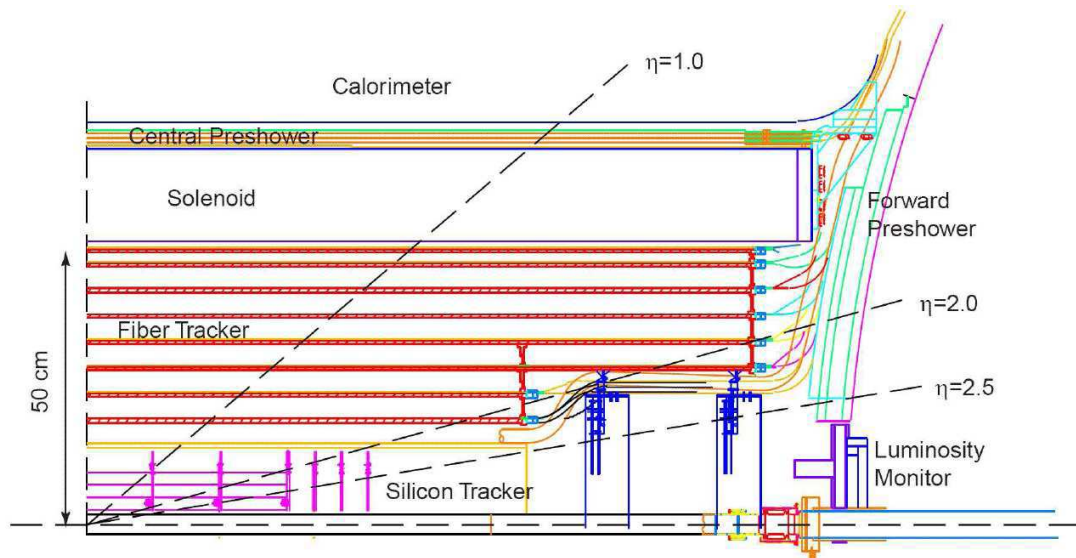 η=1.0
Calorimeter
Central Preshower
Solenoid
Forward
Preshower
Fiber Tracker
η=2.0
50 cm
η=2.5
Luminosity
Monitor
Silicon Tracker